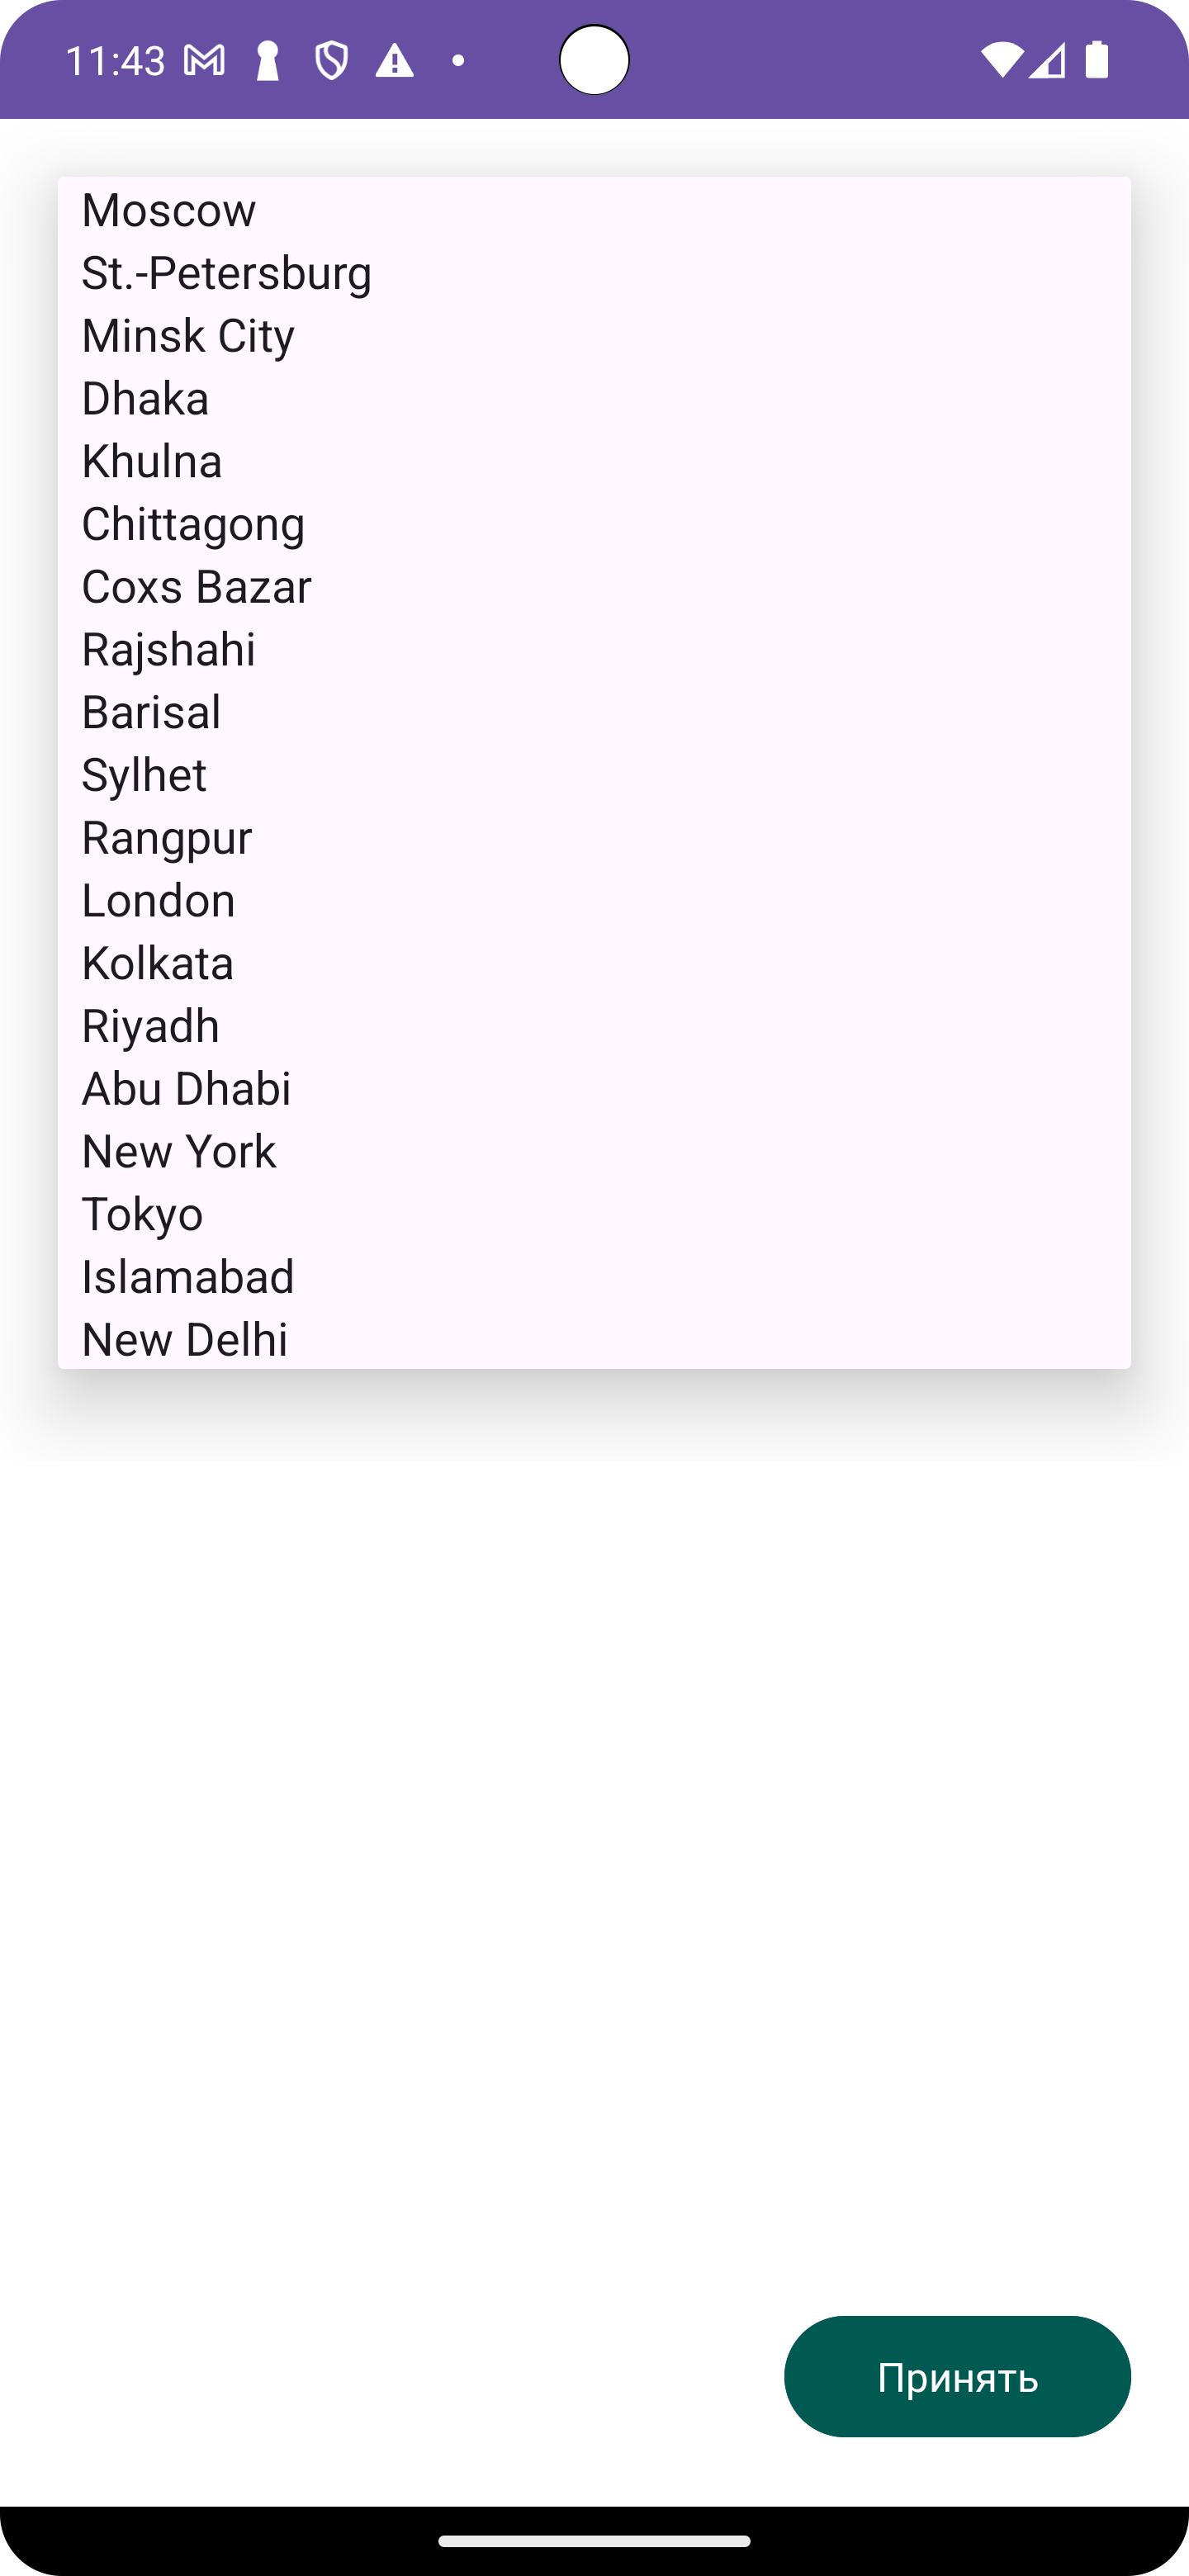 11:43
Moscow
St.-Petersburg
Minsk City
Dhaka
Khulna
Chittagong
Coxs Bazar
Rajshahi
Barisal
Sylhet
Rangpur
London
Kolkata
Riyadh
Abu Dhabi
New York
Tokyo
Islamabad
New Delhi
Принять